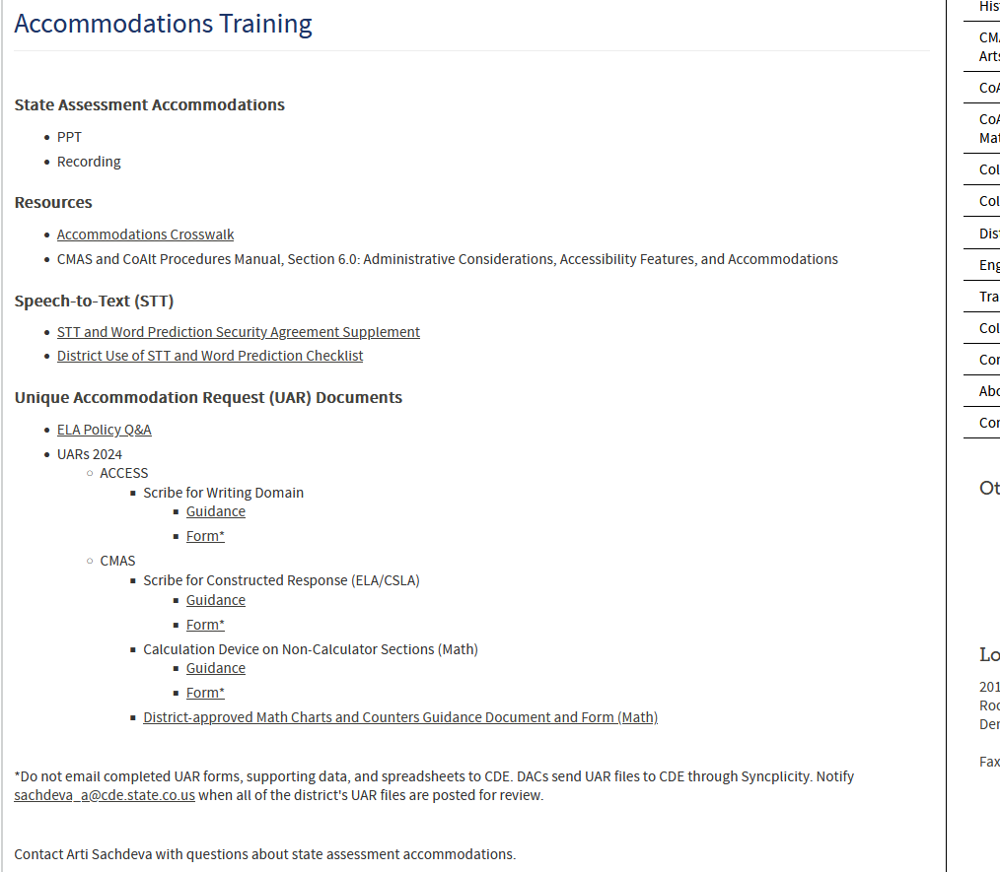 Accommodations Training
State Assessment Accommodations
PPT
Recording
Resources
Accommodations Crosswalk
CMAS and CoAlt Procedures Manual, Section 6.0: Administrative Considerations, Accessibility Features, and Accommodations
Speech-to-Text (STT)
STT and Word Prediction Security Agreement Supplement
District Use of STT and Word Prediction Checklist
Unique Accommodation Request (UAR) Documents
ELA Policy Q&A
UARs 2024
ACCESS
Scribe for Writing Domain
Guidance
Form*
CMAS
Scribe for Constructed Response (ELA/CSLA)
Guidance
Form*
Calculation Device on Non-Calculator Sections (Math)
Guidance
Form*
District-approved Math Charts and Counters Guidance Document and Form (Math)
*Do not email completed UAR forms, supporting data, and spreadsheets to CDE. DACs send UAR files to CDE through Syncplicity. Notify
sachdeva_a@cde.state.co.us when all of the district's UAR files are posted for review.
Contact Arti Sachdeva with questions about state assessment accommodations.
His
CMA
Arts
CoA
CoA
Mat
Col
Col
Dis
Eng
Tra
Col
Con
Abo
Con
Ot
Lo
201
Roo
Den
Fax